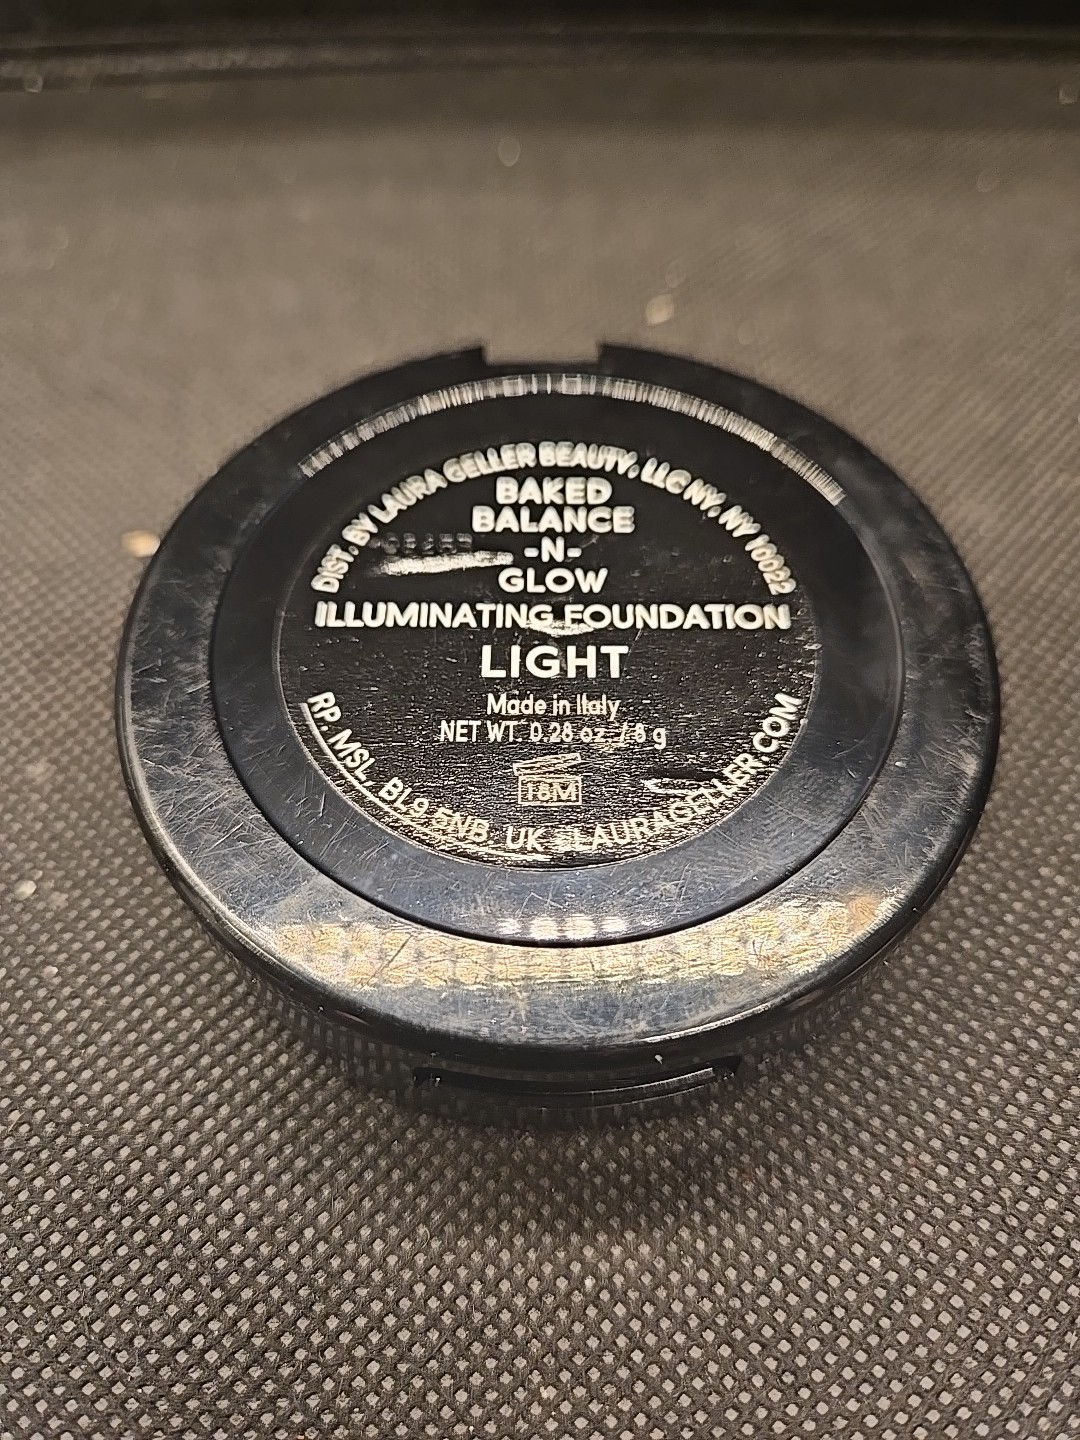 DIST. BY LAURA GELLER BEAUTY, LLC NY, NY 10022
BAKED
BALANCE
-N-
GLOW
ILLUMINATING FOUNDATION
LIGHT
Made in Italy
NET WT. 0.28 oz. / 8 g
18M
RP. MSL, BL9 5NB, UK LAURAGELLER.COM